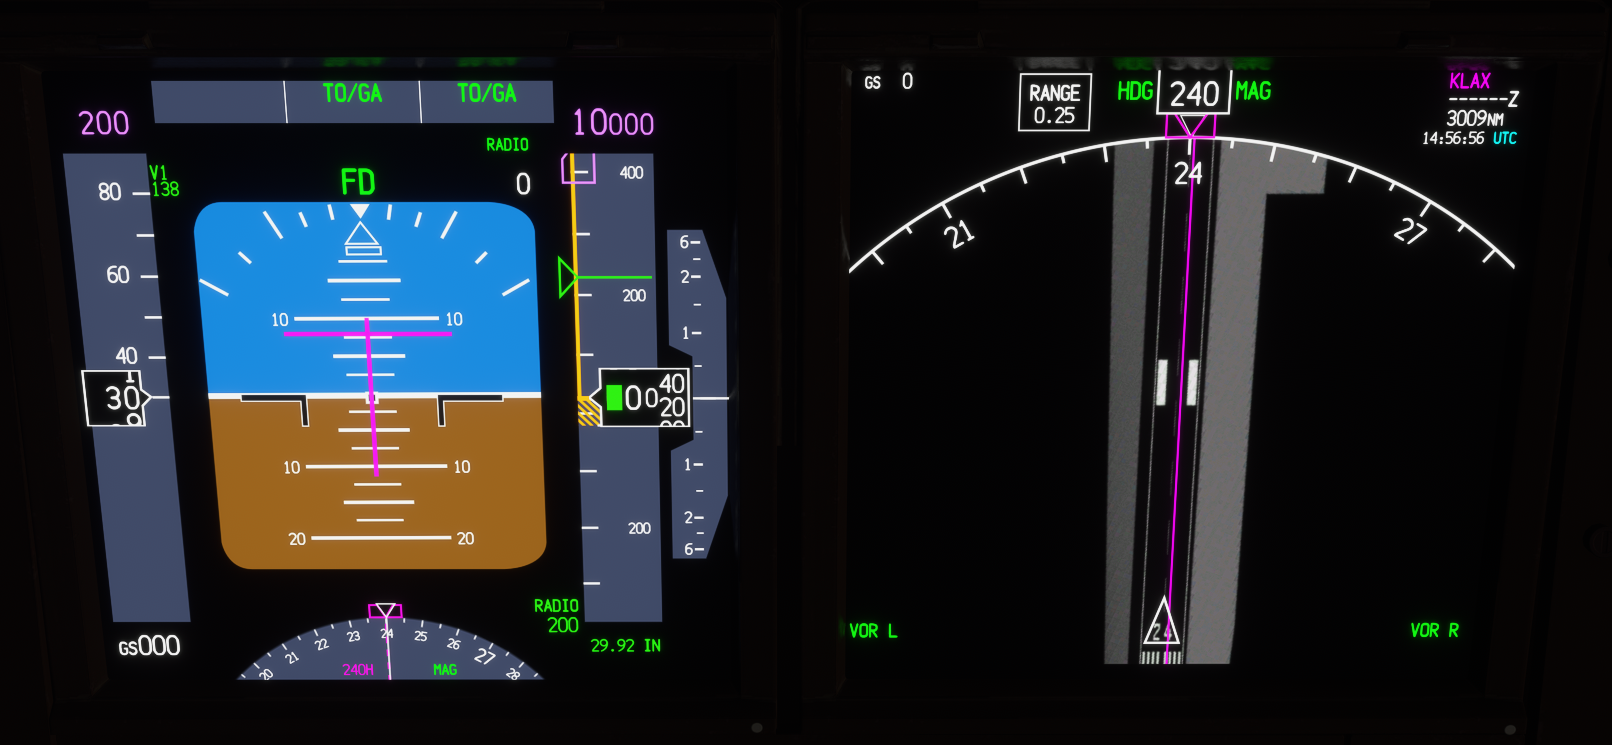 TO/GA TO/GA
200
10000
RADIO
V1
138
FD
0
80
60
40
30
GS000
10 10
10 10
20 20
400
200
00
40
20
200
6
2
1
1
2
6
RADIO
200
29.92 IN
20 21 22 23 24 25 26 27 28
240H MAG
GS 0
RANGE
0.25
HDG 240 MAG
KLAX
------Z
3009NM
14:56:56 UTC
21 24 27
VOR L
VOR R
24